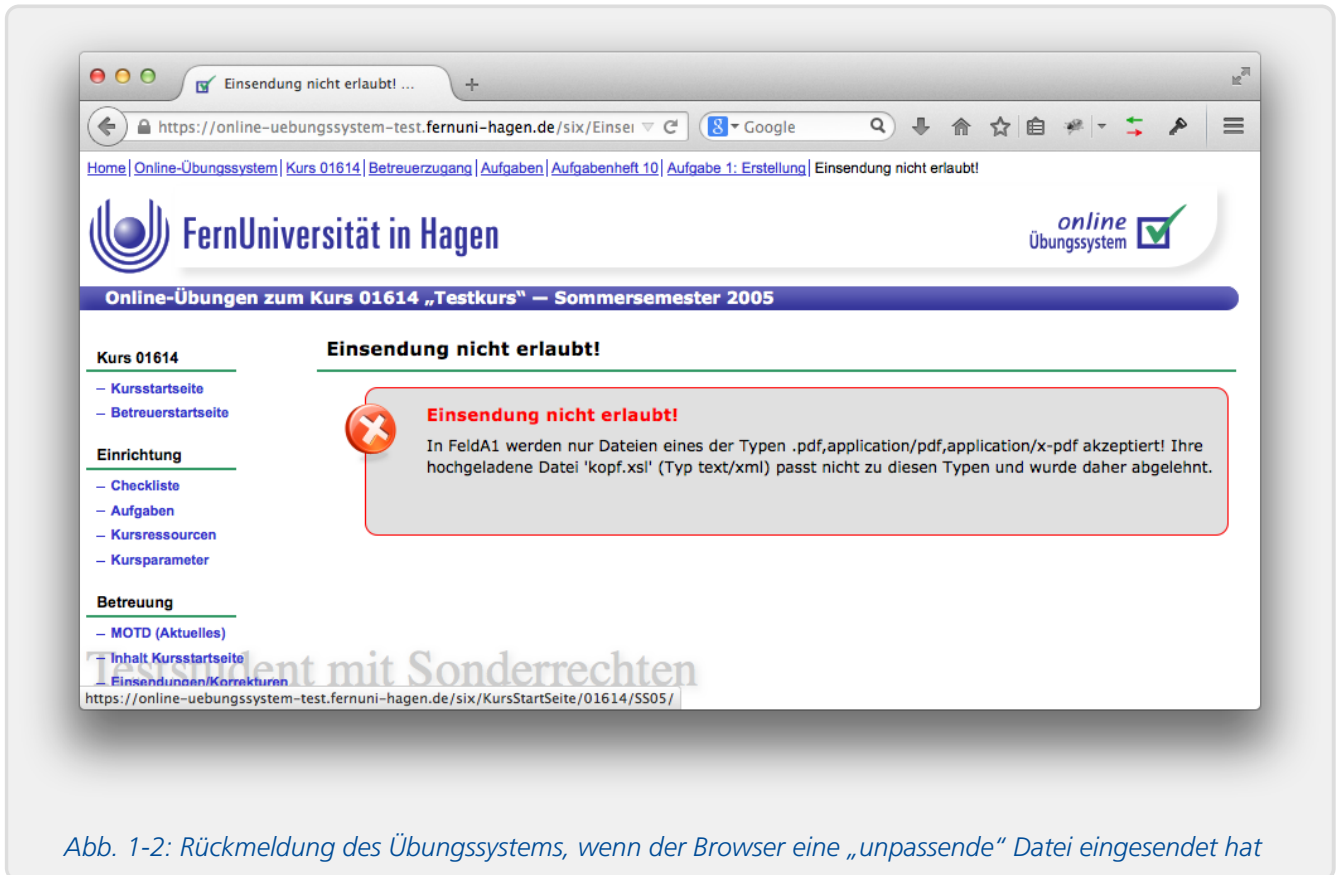 Einsendung nicht erlaubt! ...
https://online-uebungssystem-test.fernuni-hagen.de/six/Einser
Google
Home | Online-Übungssystem | Kurs 01614 | Betreuerzugang | Aufgaben | Aufgabenheft 10 | Aufgabe 1: Erstellung | Einsendung nicht erlaubt!
FernUniversität in Hagen
online
Übungssystem
Online-Übungen zum Kurs 01614 „Testkurs“ — Sommersemester 2005
Kurs 01614
– Kursstartseite
– Betreuerstartseite
Einrichtung
– Checkliste
– Aufgaben
– Kursressourcen
– Kursparameter
Betreuung
– MOTD (Aktuelles)
– Inhalt Kursstartseite
– Einsendungen/Korrekturen
Einsendung nicht erlaubt!
Einsendung nicht erlaubt!
In FeldA1 werden nur Dateien eines der Typen .pdf,application/pdf,application/x-pdf akzeptiert! Ihre
hochgeladene Datei 'kopf.xsl' (Typ text/xml) passt nicht zu diesen Typen und wurde daher abgelehnt.
Teststudent mit Sonderrechten
https://online-uebungssystem-test.fernuni-hagen.de/six/KursStartSeite/01614/SS05/
Abb. 1-2: Rückmeldung des Übungssystems, wenn der Browser eine „unpassende“ Datei eingesendet hat